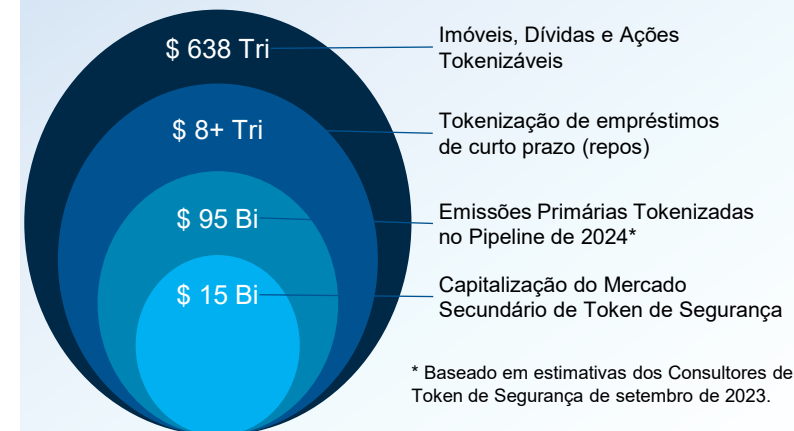 $ 638 Tri
Imóveis, Dívidas e Ações
Tokenizáveis
$ 8+ Tri
Tokenização de empréstimos
de curto prazo (repos)
$ 95 Bi
Emissões Primárias Tokenizadas
no Pipeline de 2024*
$ 15 Bi
Capitalização do Mercado
Secundário de Token de Segurança
* Baseado em estimativas dos Consultores de
Token de Segurança de setembro de 2023.